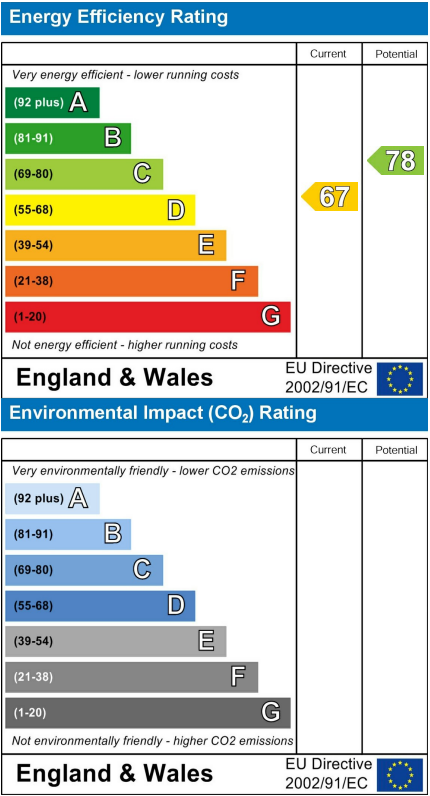 Energy Efficiency Rating
Current Potential
Very energy efficient - lower running costs
(92 plus) A
(81-91) B
(69-80) C
(55-68) D
(39-54) E
(21-38) F
(1-20) G
67
78
Not energy efficient - higher running costs
England & Wales
EU Directive
2002/91/EC
Environmental Impact (CO₂) Rating
Current Potential
Very environmentally friendly - lower CO2 emissions
(92 plus) A
(81-91) B
(69-80) C
(55-68) D
(39-54) E
(21-38) F
(1-20) G
Not environmentally friendly - higher CO2 emissions
England & Wales
EU Directive
2002/91/EC